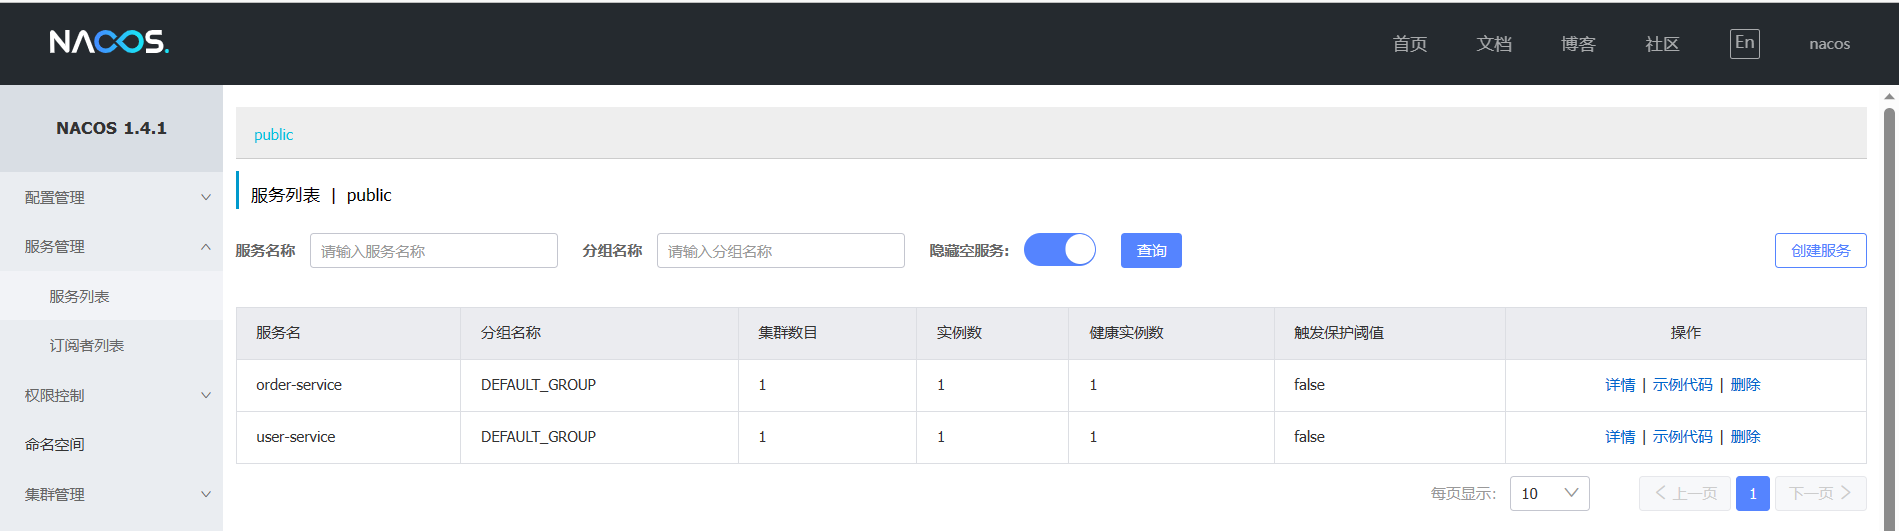 NACOS.
首页 文档 博客 社区 En nacos
NACOS 1.4.1
配置管理
服务管理
服务列表
订阅者列表
权限控制
命名空间
集群管理
public
服务列表 | public
服务名称 请输入服务名称 分组名称 请输入分组名称 隐藏空服务: 查询 创建服务
服务名 分组名称 集群数目 实例数 健康实例数 触发保护阈值 操作
order-service DEFAULT_GROUP 1 1 1 false 详情 | 示例代码 | 删除
user-service DEFAULT_GROUP 1 1 1 false 详情 | 示例代码 | 删除
每页显示: 10 上一页 1 下一页